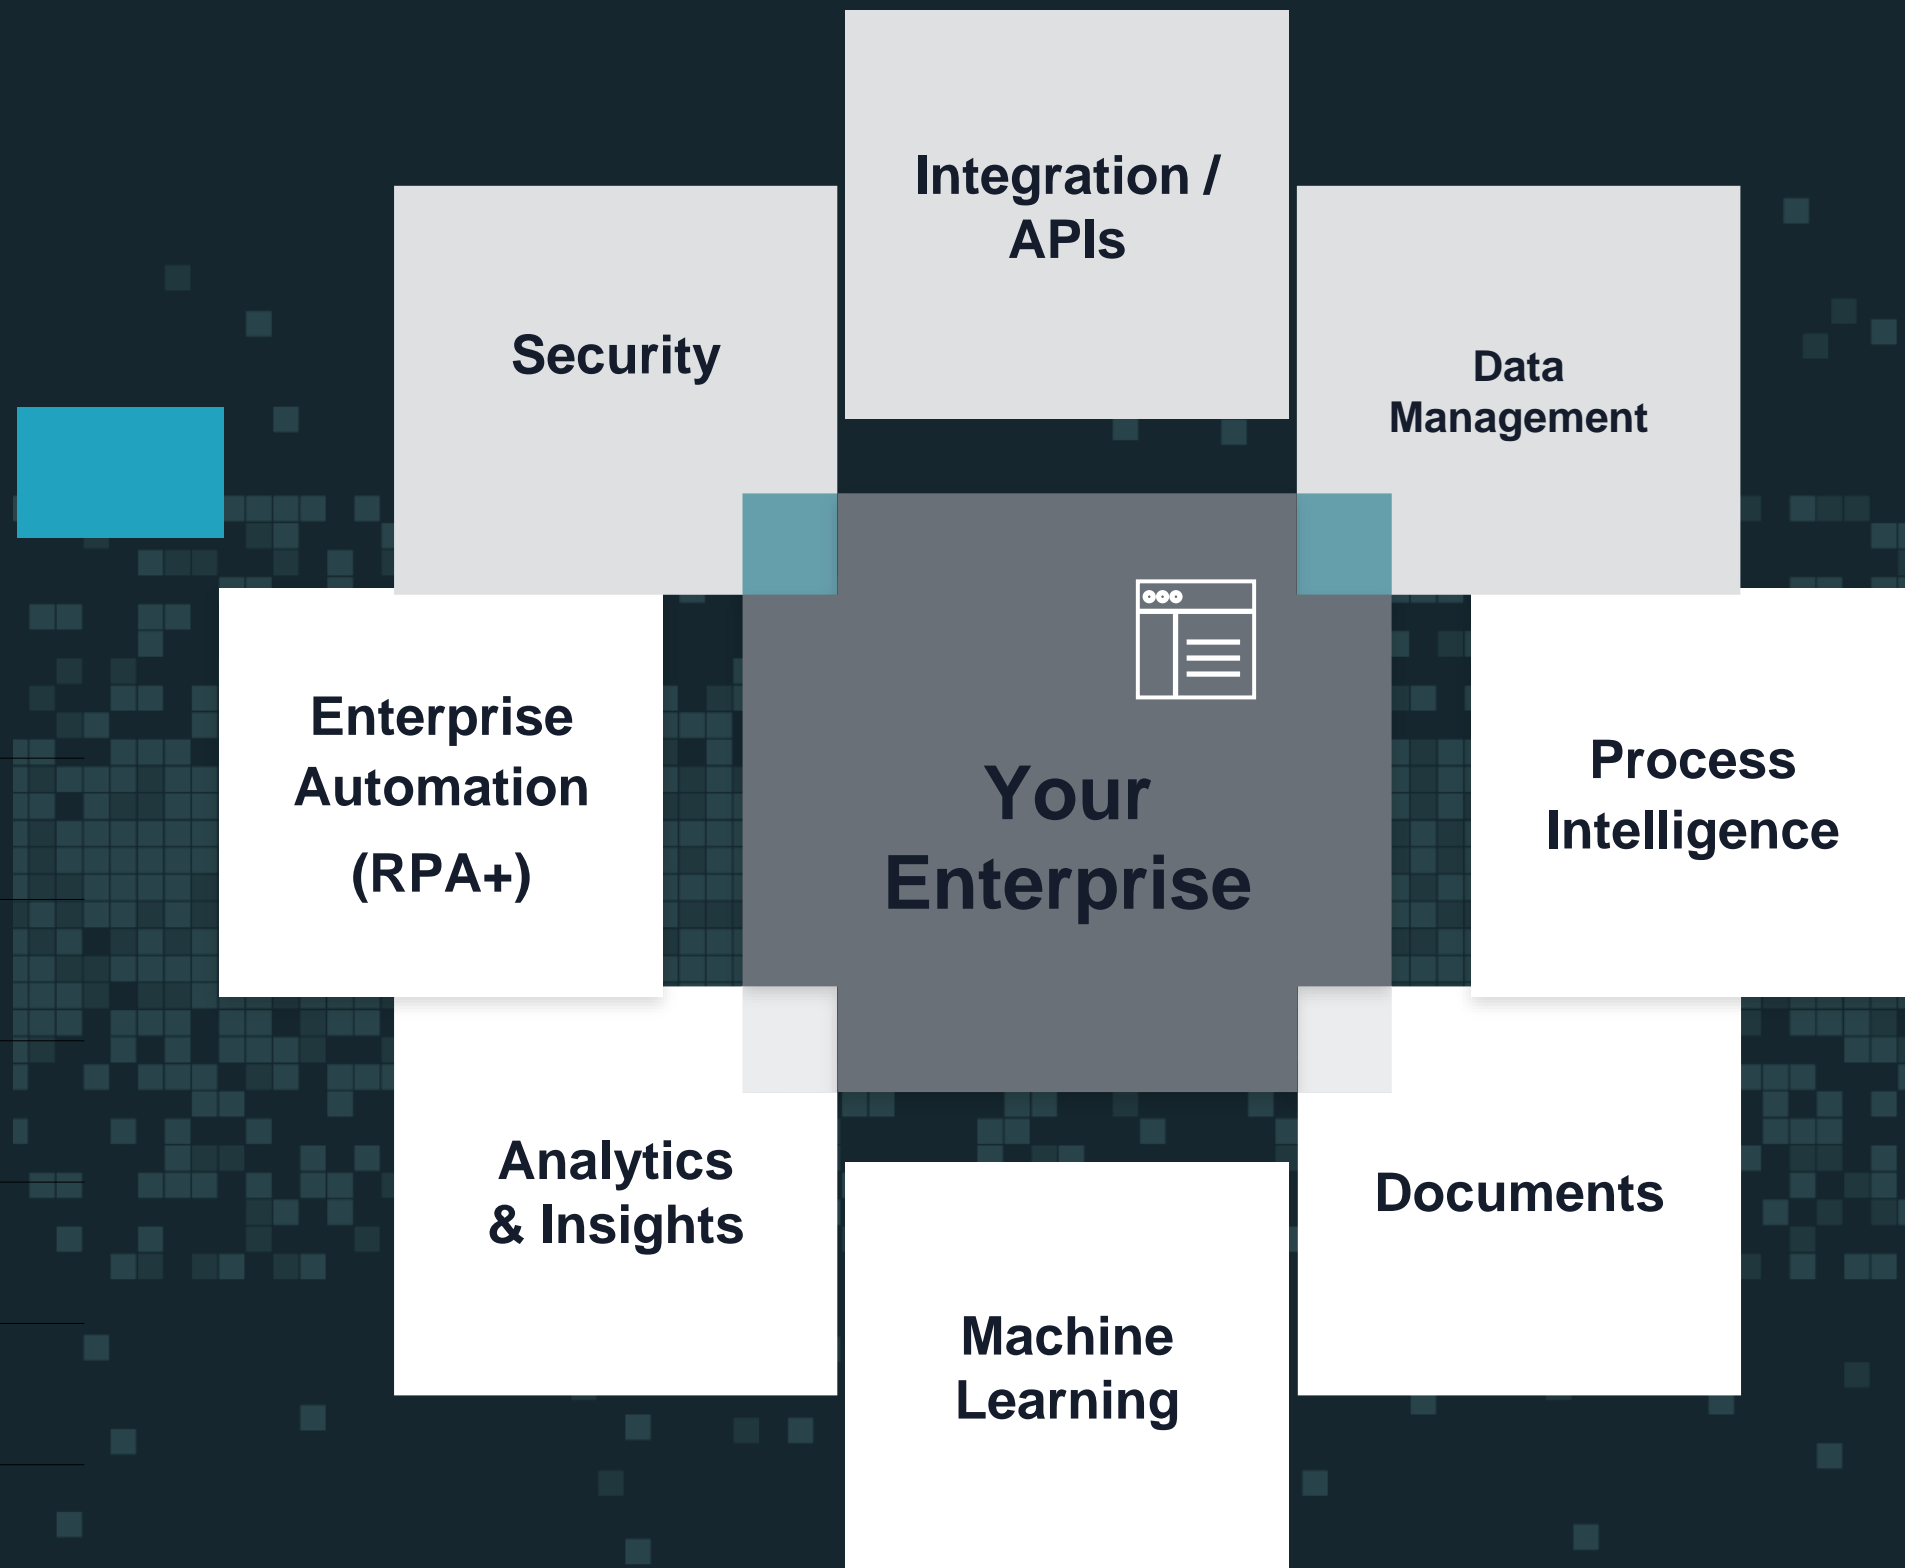 Integration /
APIs
Security
Data
Management
Enterprise
Automation
(RPA+)
Your
Enterprise
Process
Intelligence
Analytics
& Insights
Documents
Machine
Learning